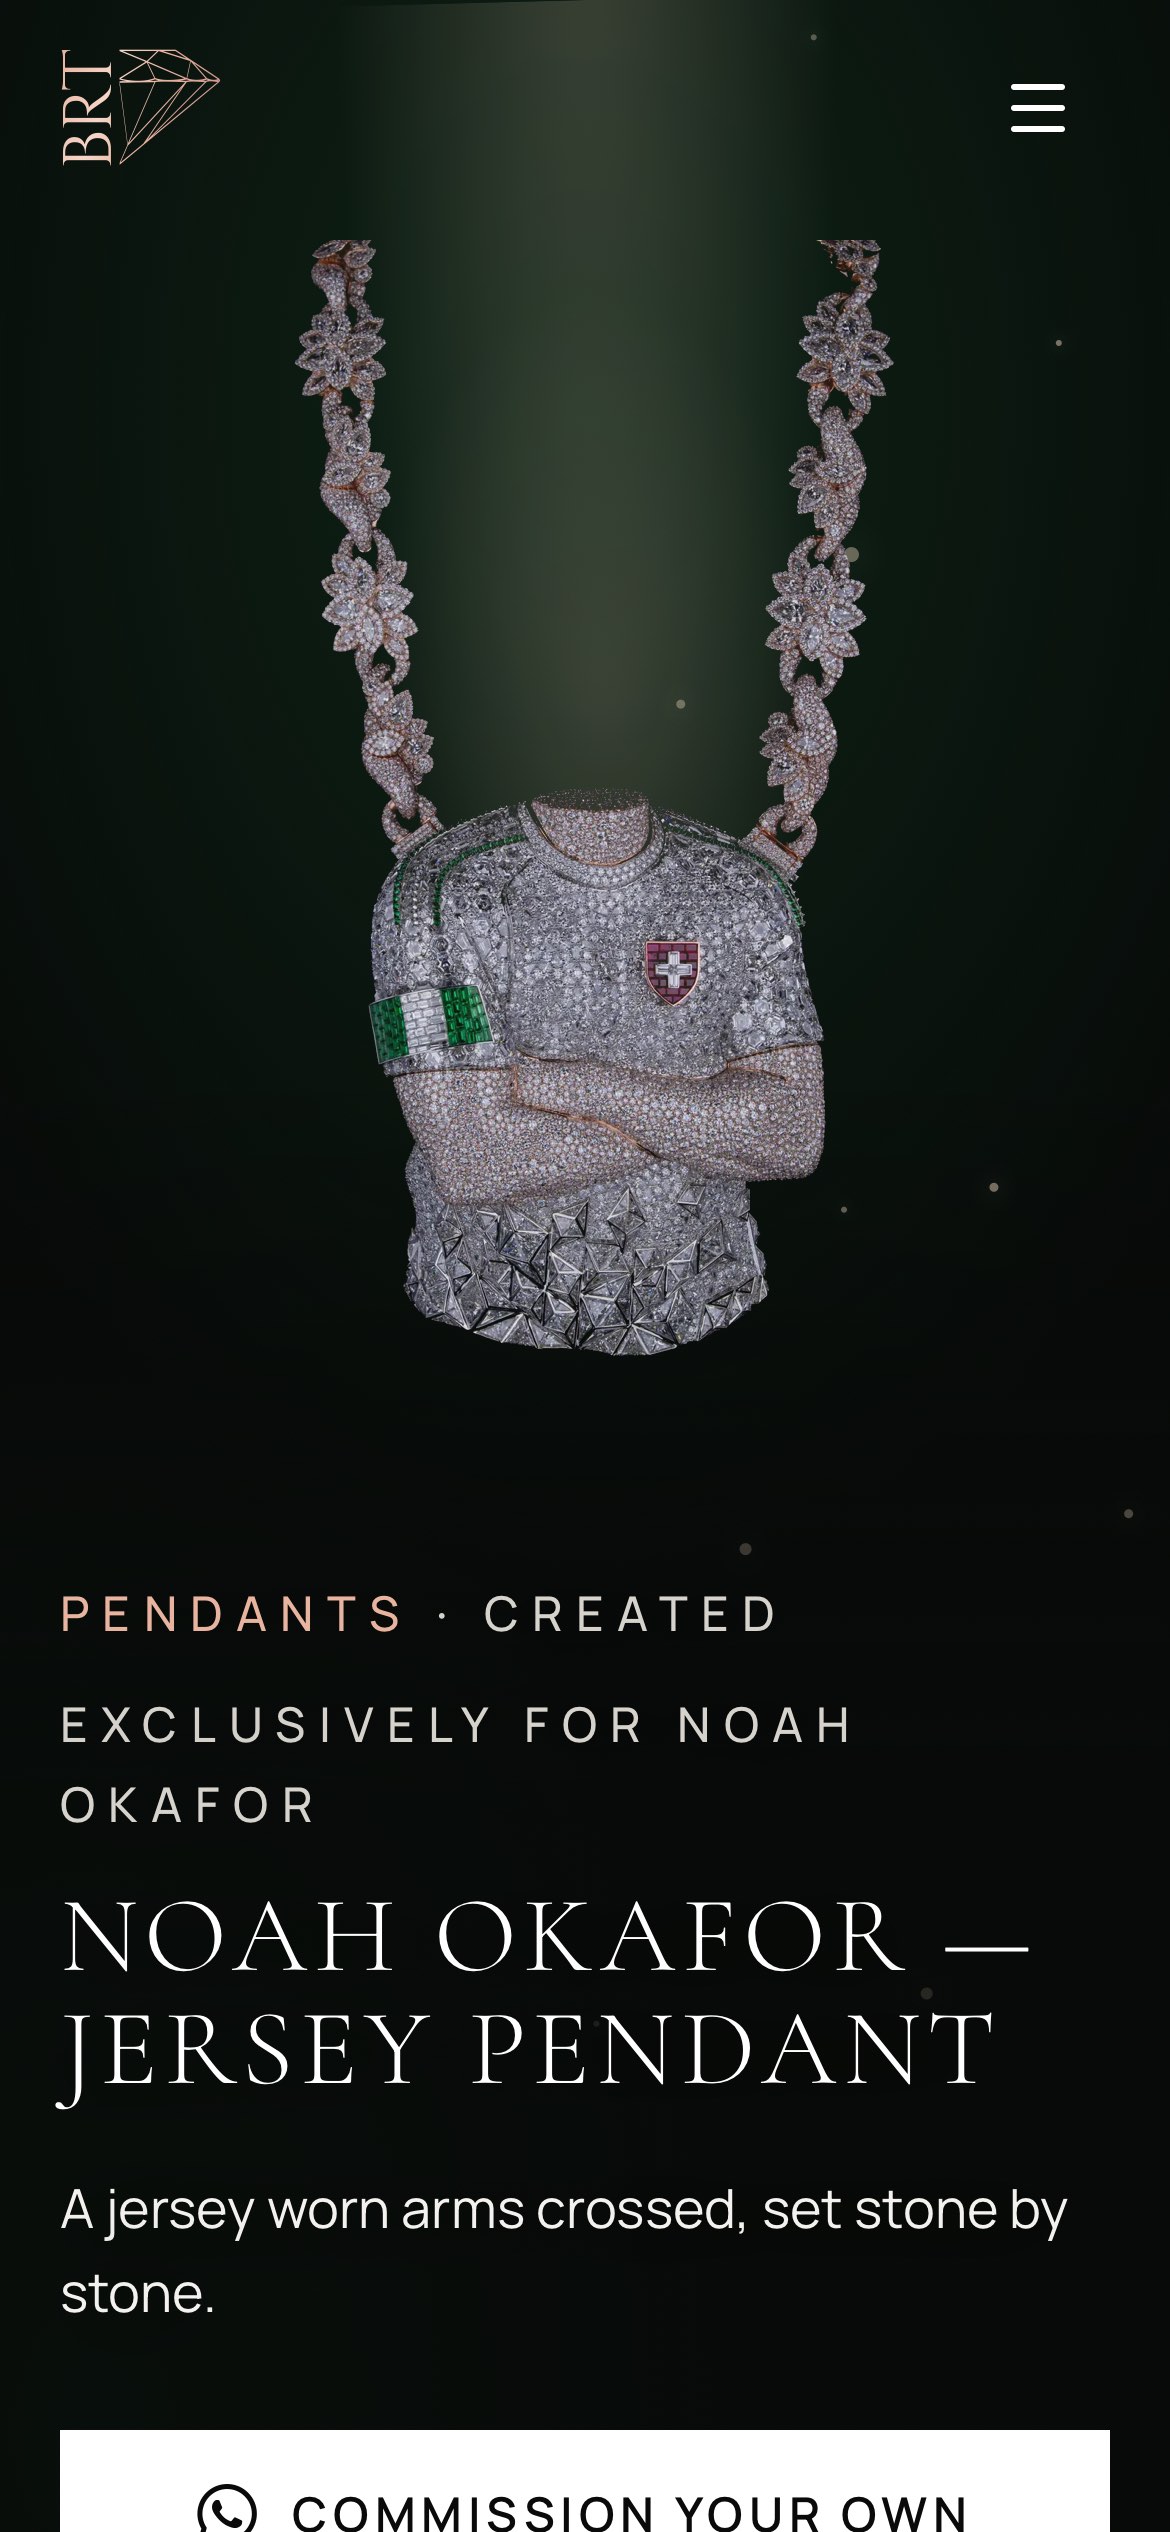 BRT
PENDANTS · CREATED
EXCLUSIVELY FOR NOAH
OKAFOR
NOAH OKAFOR —
JERSEY PENDANT
A jersey worn arms crossed, set stone by
stone.
COMMISSION YOUR OWN